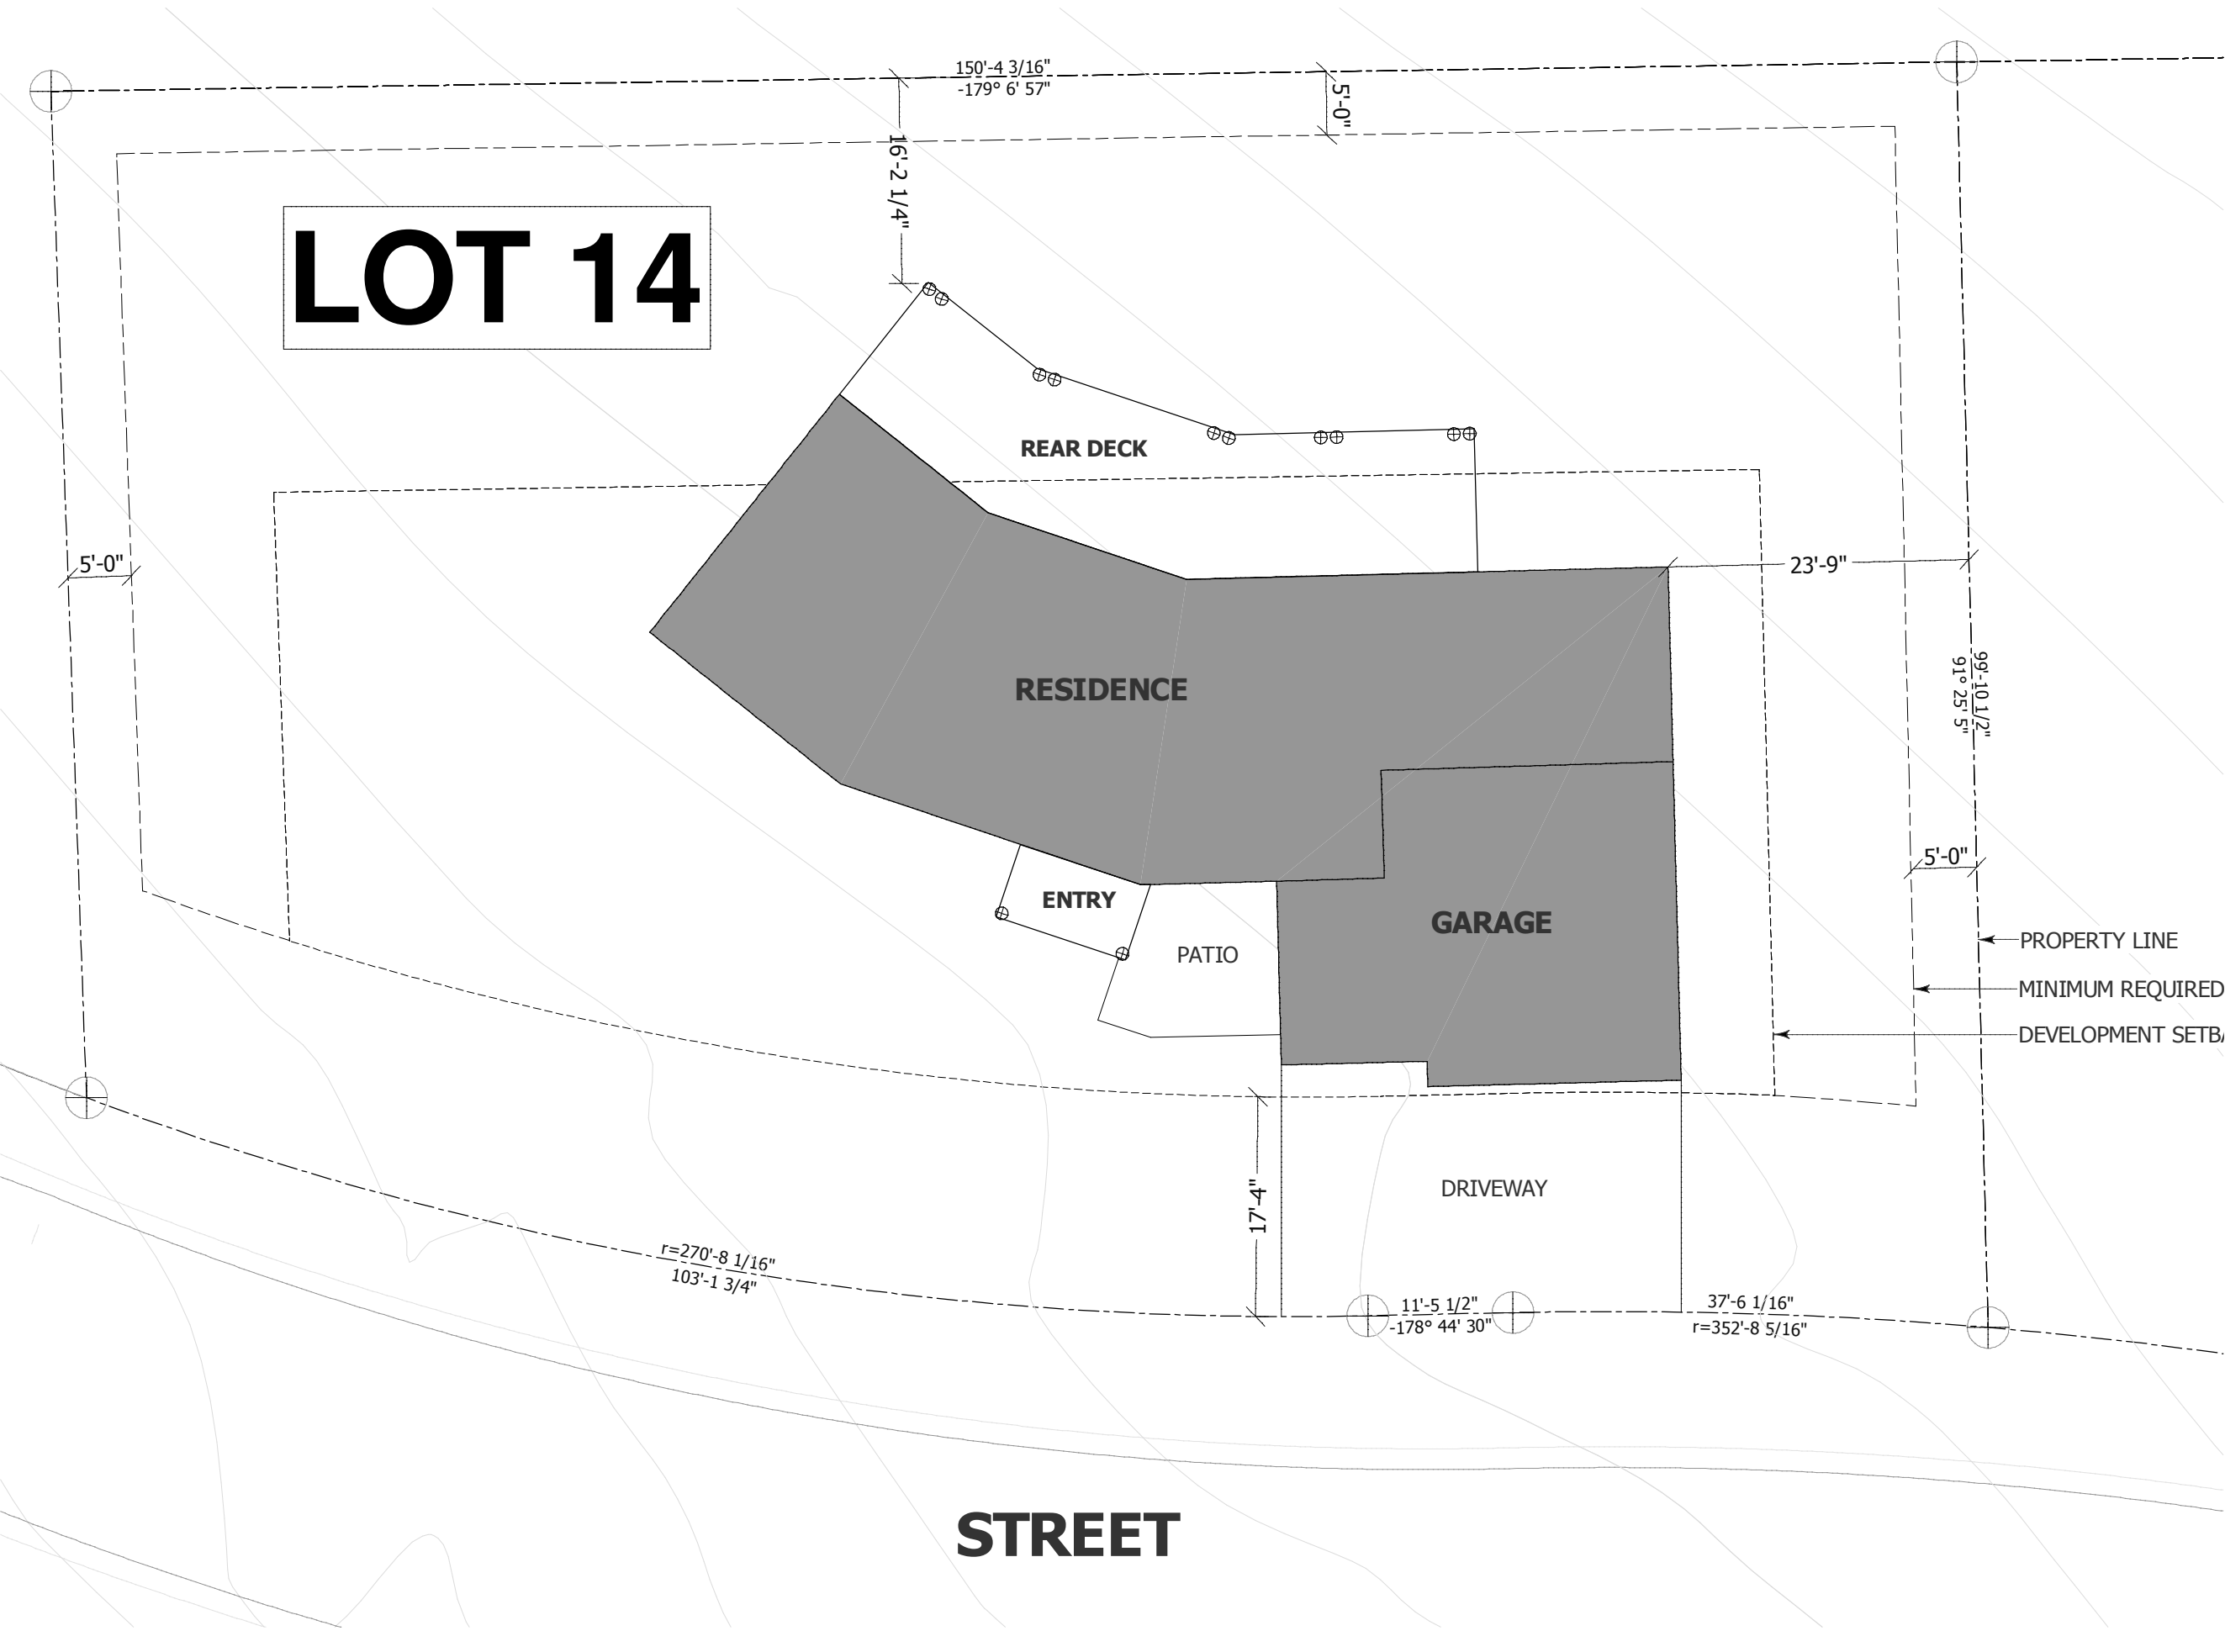 150'-4 3/16"
-179° 6' 57"
5'-0"
16'-2 1/4"
LOT 14
REAR DECK
5'-0"
23'-9"
RESIDENCE
99'-10 1/2"
91° 25' 5"
5'-0"
ENTRY
GARAGE
PATIO
PROPERTY LINE
MINIMUM REQUIRED
DEVELOPMENT SETBA
17'-4"
DRIVEWAY
r=270'-8 1/16"
103'-1 3/4"
11'-5 1/2"
-178° 44' 30"
37'-6 1/16"
r=352'-8 5/16"
STREET